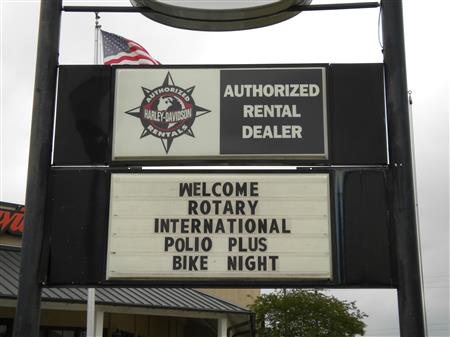 AUTHORIZED
HARLEY-DAVIDSON
RENTALS
AUTHORIZED
RENTAL
DEALER
WELCOME
ROTARY
INTERNATIONAL
POLIO PLUS
BIKE NIGHT